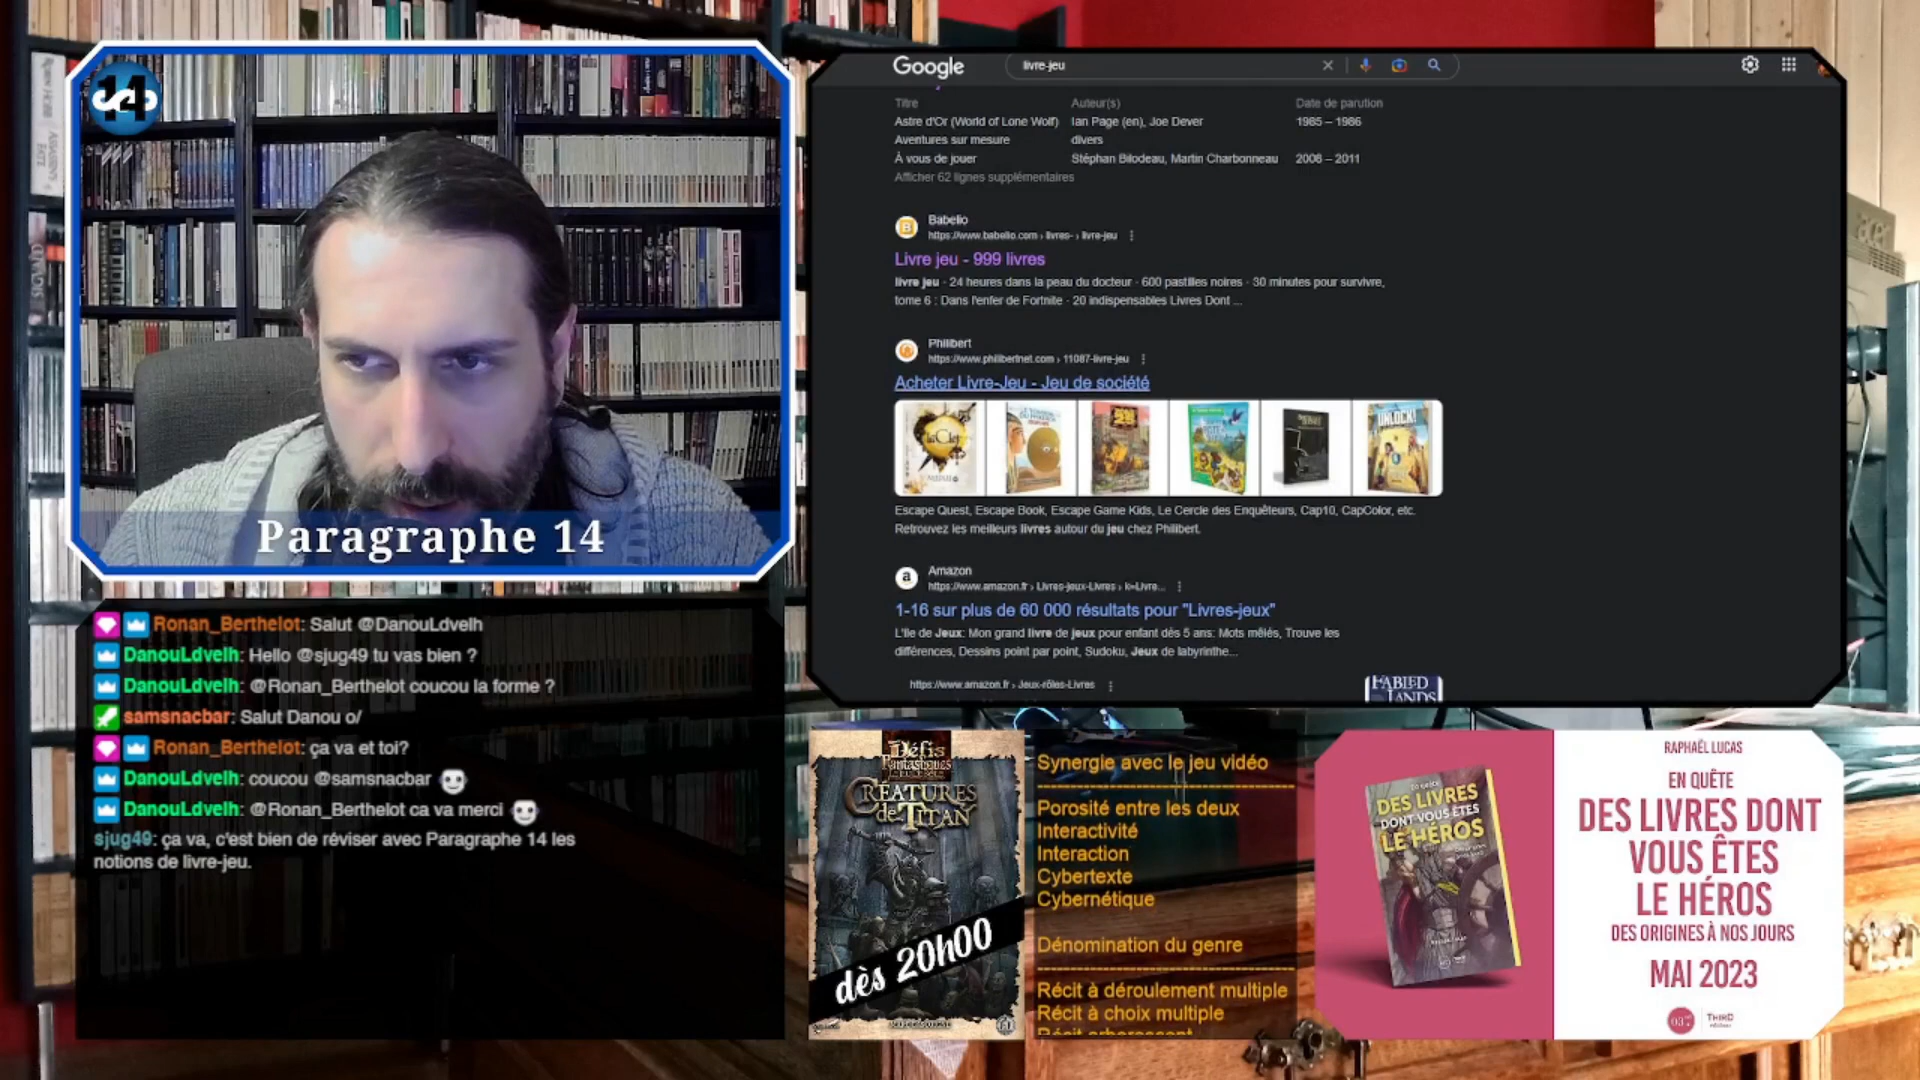 14
Paragraphe 14
Ronan_Berthelot: Salut @DanouLdvelh
DanouLdvelh: Hello @sjug49 tu vas bien ?
DanouLdvelh: @Ronan_Berthelot coucou la forme ?
samsnacbar: Salut Danou o/
Ronan_Berthelot: ça va et toi?
DanouLdvelh: coucou @samsnacbar
DanouLdvelh: @Ronan_Berthelot ca va merci
sjug49: ça va, c'est bien de réviser avec Paragraphe 14 les
notions de livre-jeu.
Google
livre-jeu
Titre Auteur(s) Date de parution
Astre d'Or (World of Lone Wolf) Ian Page (en), Joe Dever 1985 – 1986
Aventures sur mesure divers
À vous de jouer Stéphan Bilodeau, Martin Charbonneau 2008 – 2011
Afficher 62 lignes supplémentaires
Babelio
https://www.babelio.com › livres- › livre-jeu
Livre jeu - 999 livres
livre jeu · 24 heures dans la peau du docteur · 600 pastilles noires · 30 minutes pour survivre,
tome 6 : Dans l'enfer de Fortnite · 20 indispensables Livres Dont ...
Philibert
https://www.philibertnet.com › 11087-livre-jeu
Acheter Livre-Jeu - Jeu de société
UNLOCK!
Escape Quest, Escape Book, Escape Game Kids, Le Cercle des Enquêteurs, Cap10, CapColor, etc.
Retrouvez les meilleurs livres autour du jeu chez Philibert.
Amazon
https://www.amazon.fr › Livres-jeux-Livres › k=Livre...
1-16 sur plus de 60 000 résultats pour "Livres-jeux"
L'île de Jeux: Mon grand livre de jeux pour enfant dès 5 ans: Mots mêlés, Trouve les
différences, Dessins point par point, Sudoku, Jeux de labyrinthe...
https://www.amazon.fr › Jeux-rôles-Livres
FABLED
LANDS
Défis
Fantastiques
CRÉATURES
de TITAN
dès 20h00
Synergie avec le jeu vidéo
Porosité entre les deux
Interactivité
Interaction
Cybertexte
Cybernétique
Dénomination du genre
Récit à déroulement multiple
Récit à choix multiple
Récit arborescent
DES LIVRES
DONT VOUS ÊTES
LE HÉROS
RAPHAËL LUCAS
EN QUÊTE
DES LIVRES DONT
VOUS ÊTES
LE HÉROS
DES ORIGINES À NOS JOURS
MAI 2023
THIRD
acer